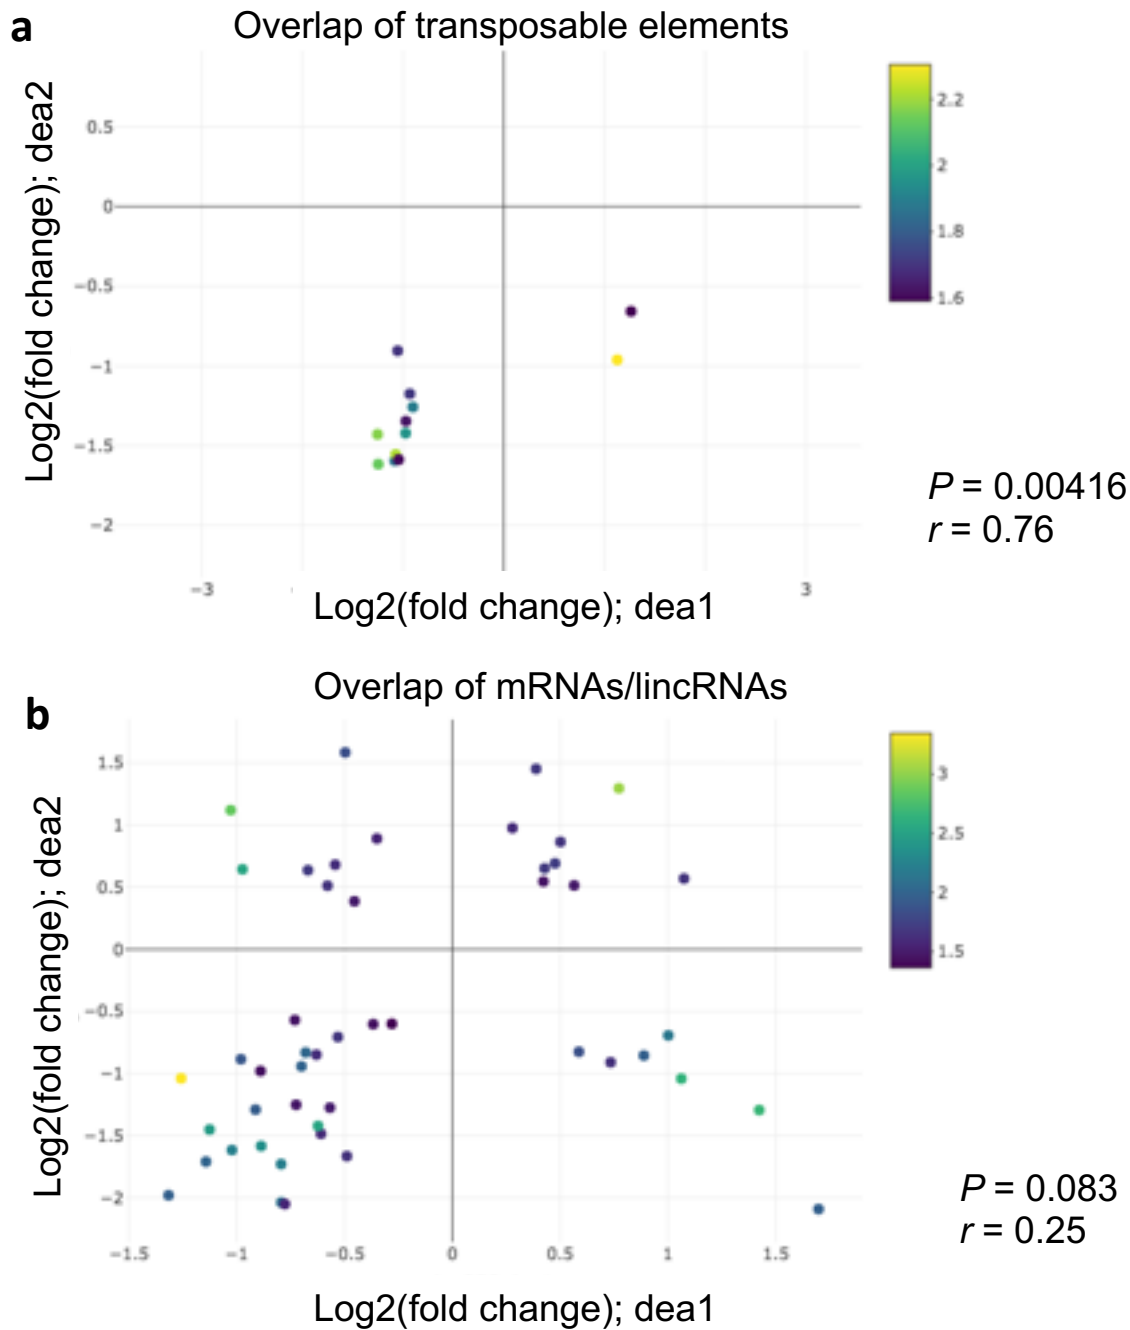 a
Overlap of transposable elements
Log2(fold change); dea2
0.5
0
−0.5
−1
−1.5
−2
−3
3
Log2(fold change); dea1
2.2
2
1.8
1.6
P = 0.00416
r = 0.76
b
Overlap of mRNAs/lincRNAs
Log2(fold change); dea2
1.5
1
0.5
0
−0.5
−1
−1.5
−2
−1.5
−1
−0.5
0
0.5
1
1.5
Log2(fold change); dea1
3
2.5
2
1.5
P = 0.083
r = 0.25